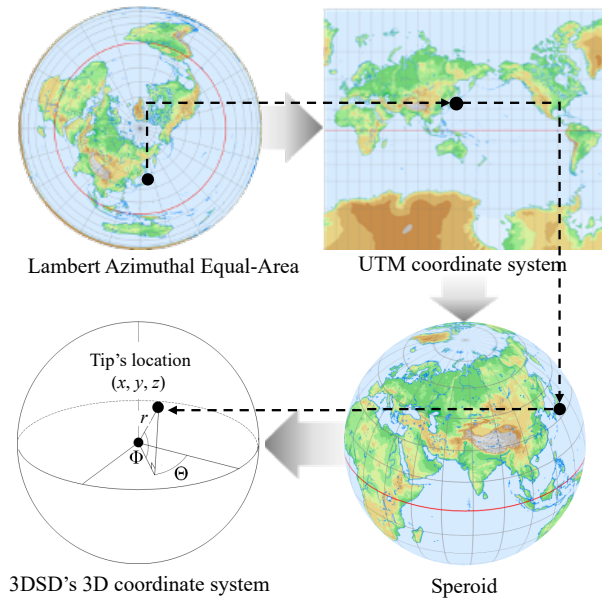 Lambert Azimuthal Equal-Area
UTM coordinate system
Tip's location
(x, y, z)
r
Φ
Θ
3DSD's 3D coordinate system
Speroid